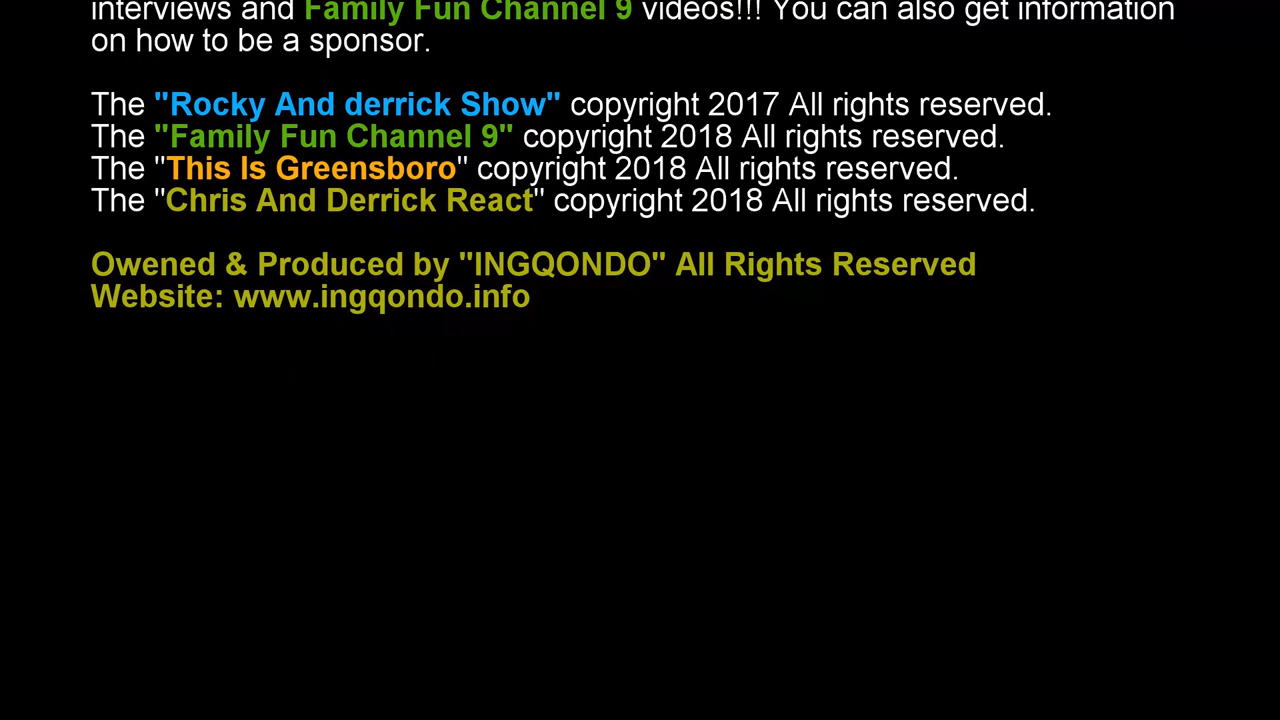 interviews and Family Fun Channel 9 videos!!! You can also get information
on how to be a sponsor.
The "Rocky And derrick Show" copyright 2017 All rights reserved.
The "Family Fun Channel 9" copyright 2018 All rights reserved.
The "This Is Greensboro" copyright 2018 All rights reserved.
The "Chris And Derrick React" copyright 2018 All rights reserved.
Owened & Produced by "INGQONDO" All Rights Reserved
Website: www.ingqondo.info